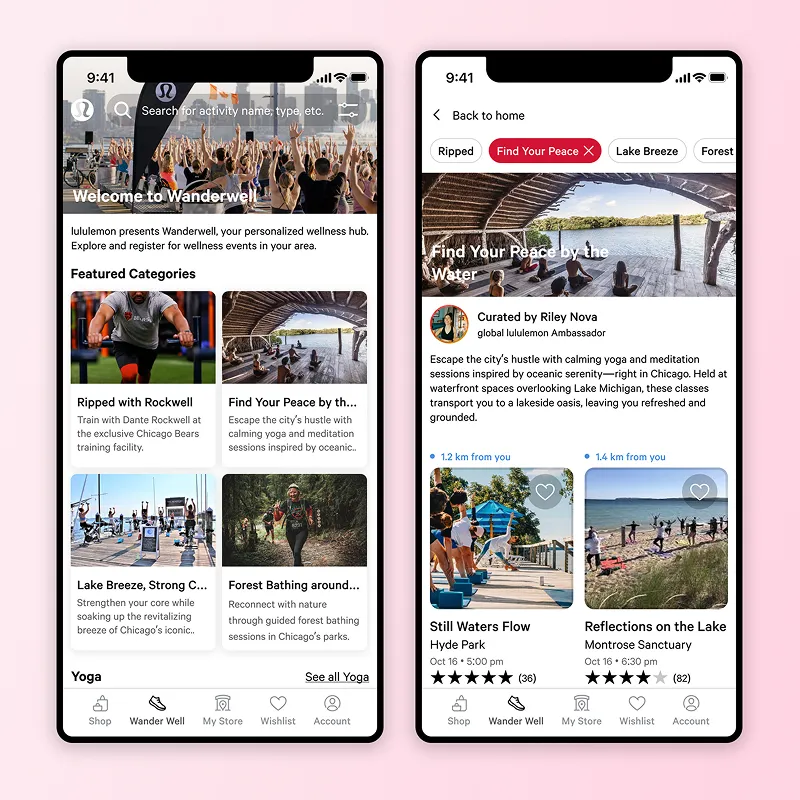 9:41
Search for activity name, type, etc.
Welcome to Wanderwell
lululemon presents Wanderwell, your personalized wellness hub.
Explore and register for wellness events in your area.
Featured Categories
Ripped with Rockwell
Train with Dante Rockwell at
the exclusive Chicago Bears
training facility.
Find Your Peace by th...
Escape the city's hustle with
calming yoga and meditation
sessions inspired by oceanic..
Lake Breeze, Strong C...
Strengthen your core while
soaking up the revitalizing
breeze of Chicago's iconic..
Forest Bathing around...
Reconnect with nature
through guided forest bathing
sessions in Chicago's parks.
Yoga
See all Yoga
Shop
Wander Well
My Store
Wishlist
Account
9:41
Back to home
Ripped
Find Your Peace
Lake Breeze
Forest
Find Your Peace by the
Water
Curated by Riley Nova
global lululemon Ambassador
Escape the city's hustle with calming yoga and meditation
sessions inspired by oceanic serenity—right in Chicago. Held at
waterfront spaces overlooking Lake Michigan, these classes
transport you to a lakeside oasis, leaving you refreshed and
grounded.
1.2 km from you
Still Waters Flow
Hyde Park
Oct 16 • 5:00 pm
(36)
1.4 km from you
Reflections on the Lake
Montrose Sanctuary
Oct 16 • 6:30 pm
(82)
Shop
Wander Well
My Store
Wishlist
Account